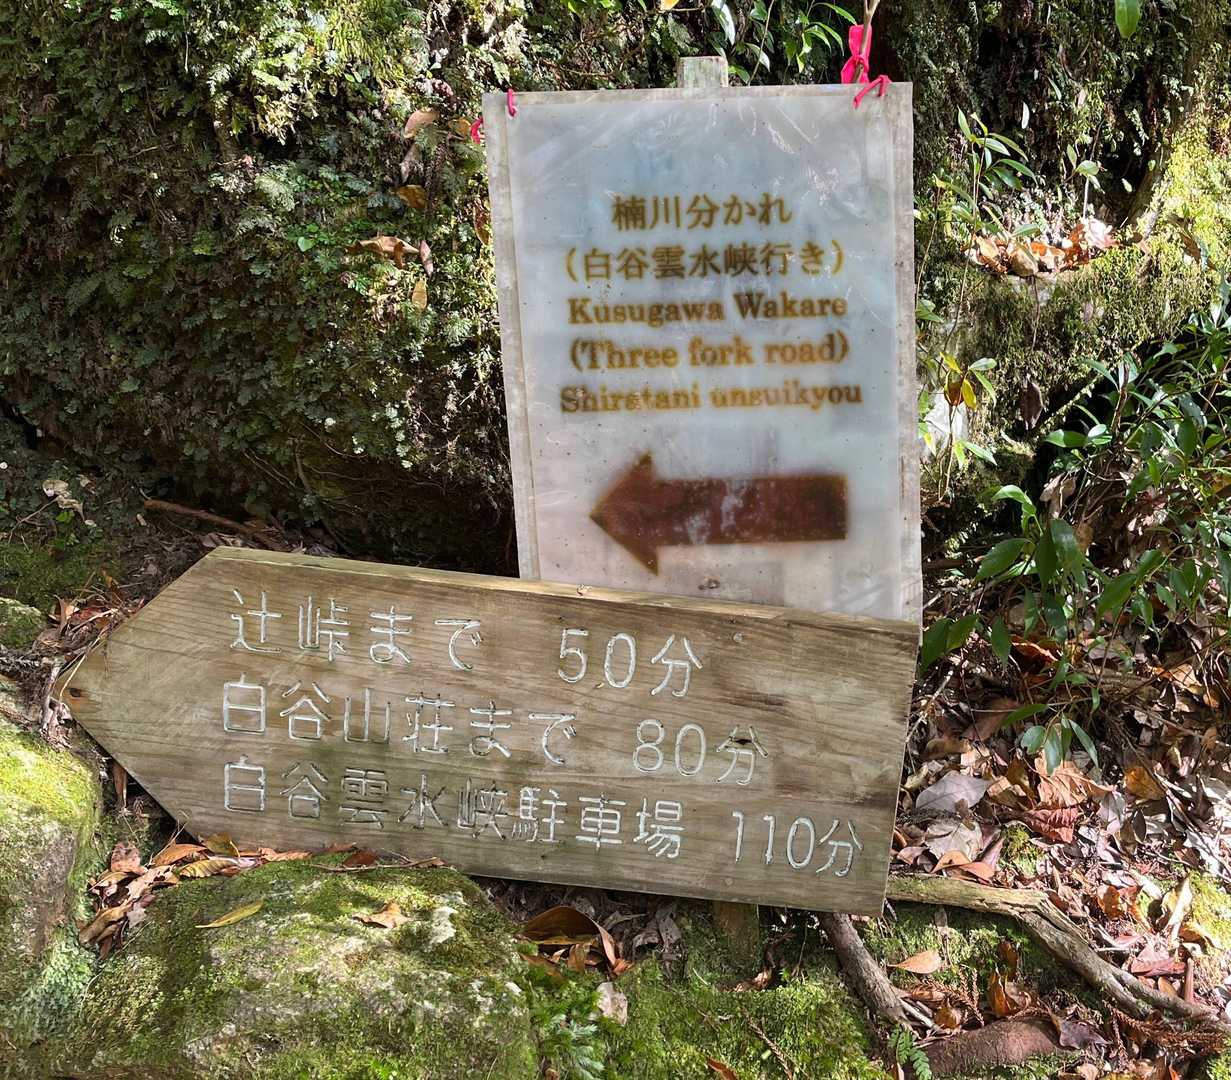 楠川分かれ
（白谷雲水峡行き）
Kusugawa Wakare
(Three fork road)
Shiratani unsuikyou
辻峠まで 50分
白谷山荘まで 80分
白谷雲水峡駐車場 110分